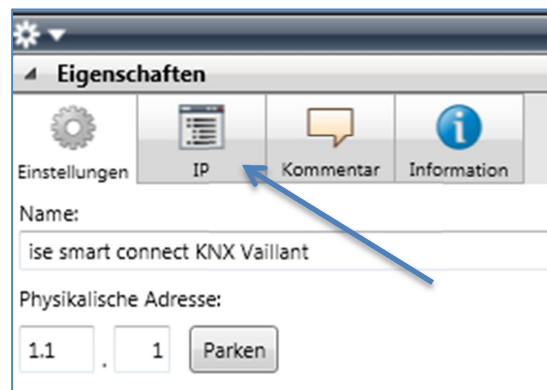 Eigenschaften
Einstellungen IP Kommentar Information
Name:
ise smart connect KNX Vaillant
Physikalische Adresse:
1.1 . 1 Parken